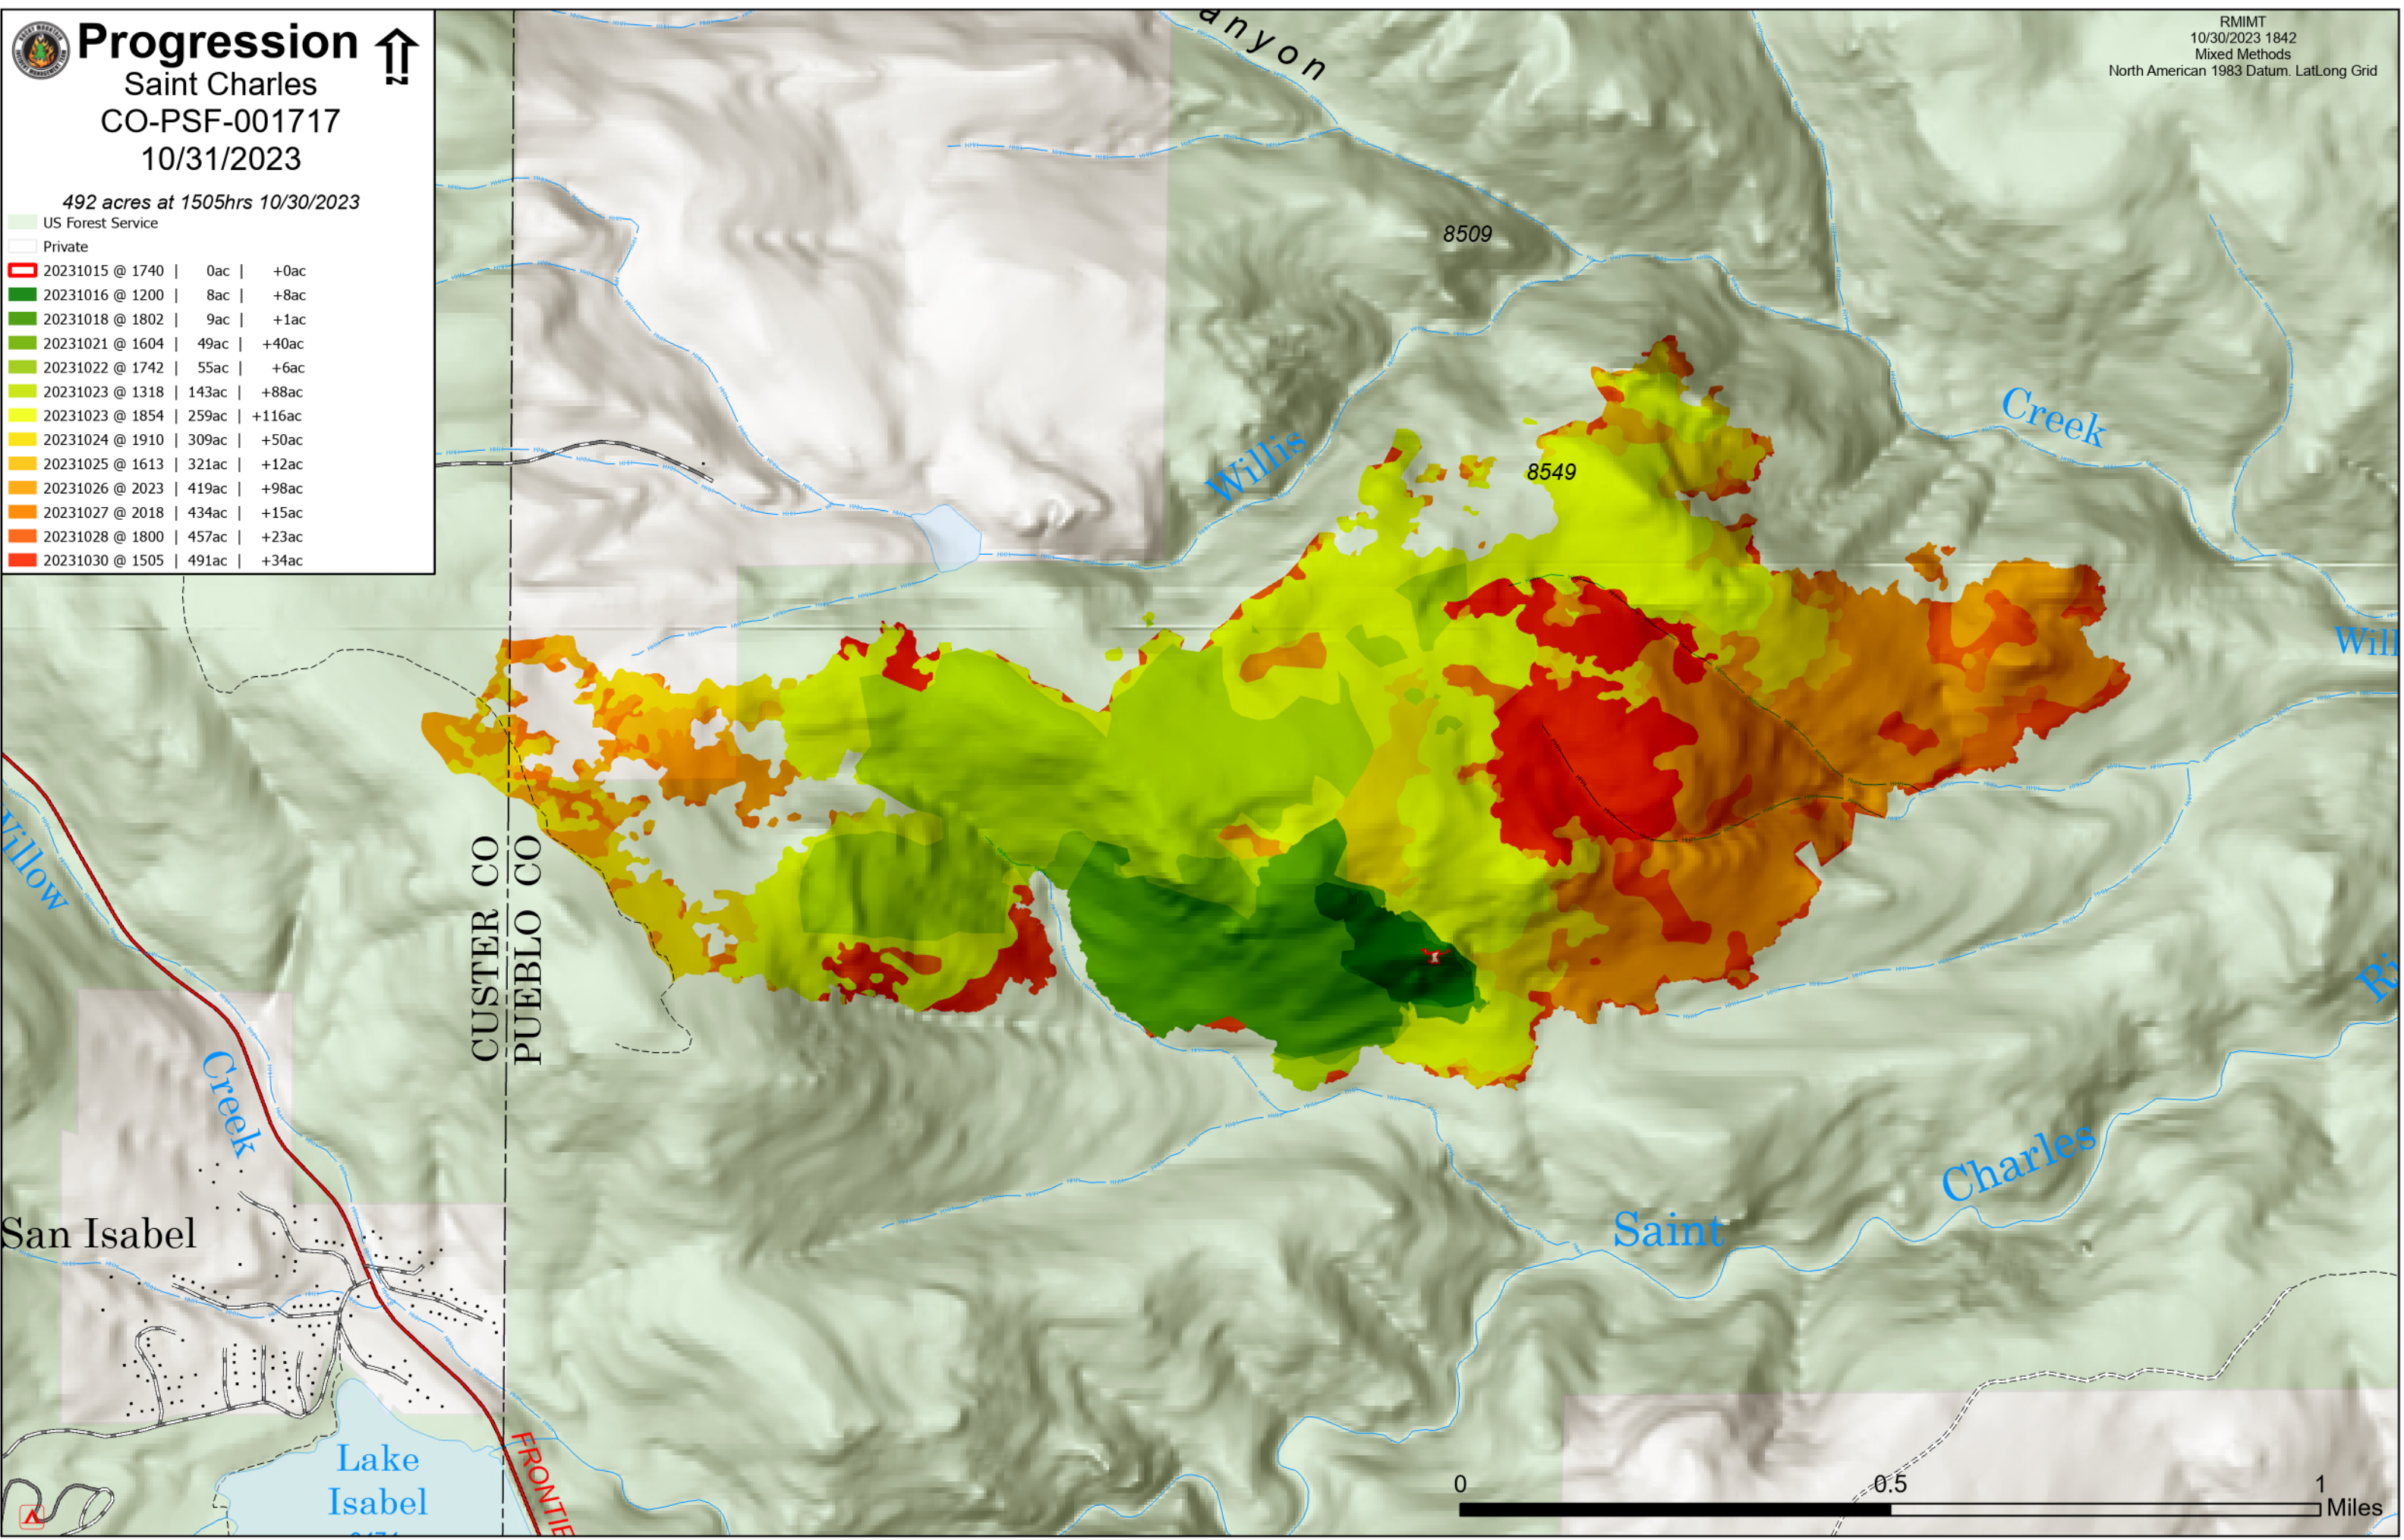 Progression
N
Saint Charles
CO-PSF-001717
10/31/2023
492 acres at 1505hrs 10/30/2023
US Forest Service
Private
20231015 @ 1740 | 0ac | +0ac
20231016 @ 1200 | 8ac | +8ac
20231018 @ 1802 | 9ac | +1ac
20231021 @ 1604 | 49ac | +40ac
20231022 @ 1742 | 55ac | +6ac
20231023 @ 1318 | 143ac | +88ac
20231023 @ 1854 | 259ac | +116ac
20231024 @ 1910 | 309ac | +50ac
20231025 @ 1613 | 321ac | +12ac
20231026 @ 2023 | 419ac | +98ac
20231027 @ 2018 | 434ac | +15ac
20231028 @ 1800 | 457ac | +23ac
20231030 @ 1505 | 491ac | +34ac
RMIMT
10/30/2023 1842
Mixed Methods
North American 1983 Datum. LatLong Grid
anyon
8509
Creek
Willis
8549
Will
CUSTER CO
PUEBLO CO
Willow
Creek
Ri
Charles
Saint
San Isabel
Lake
Isabel
FRONTIE
0
0.5
1
Miles